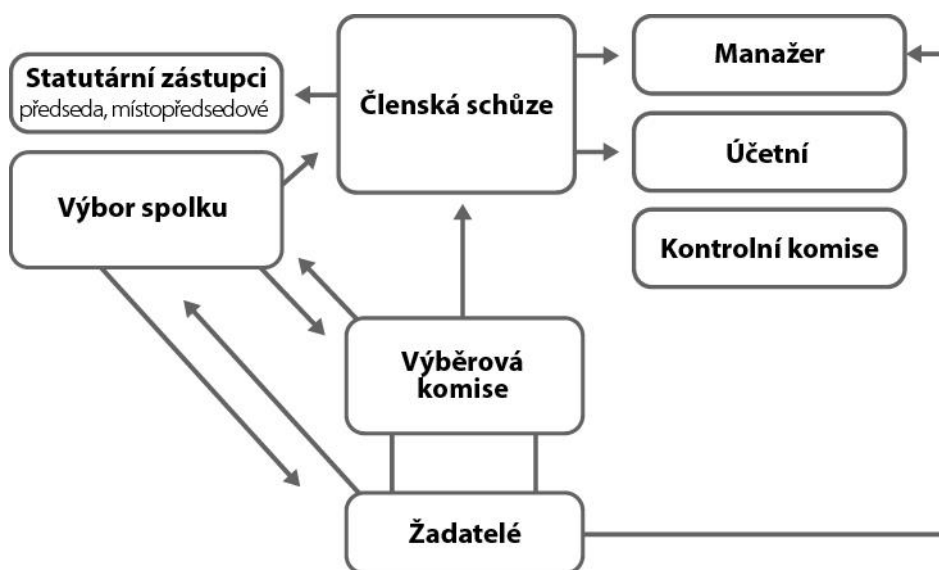 Statutární zástupci
předseda, místopředsedové
Členská schůze
Manažer
Výbor spolku
Účetní
Kontrolní komise
Výběrová
komise
Žadatelé